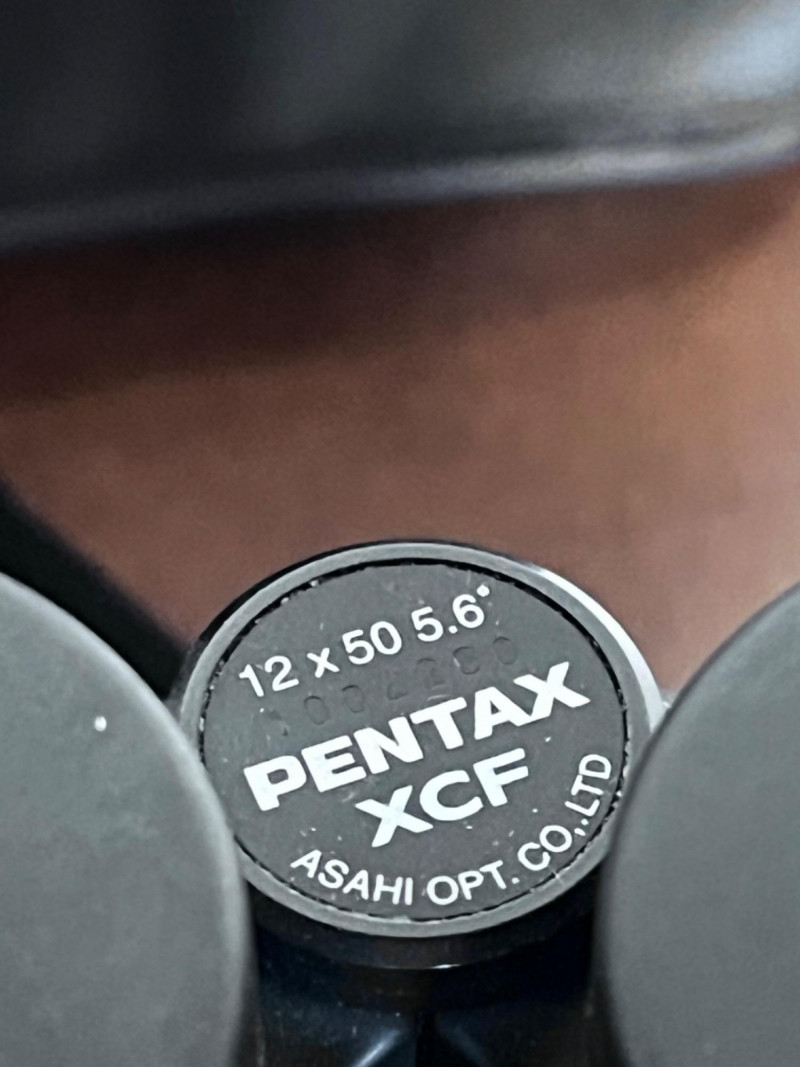 12 x 50 5.6°
PENTAX
XCF
ASAHI OPT. CO,.LTD